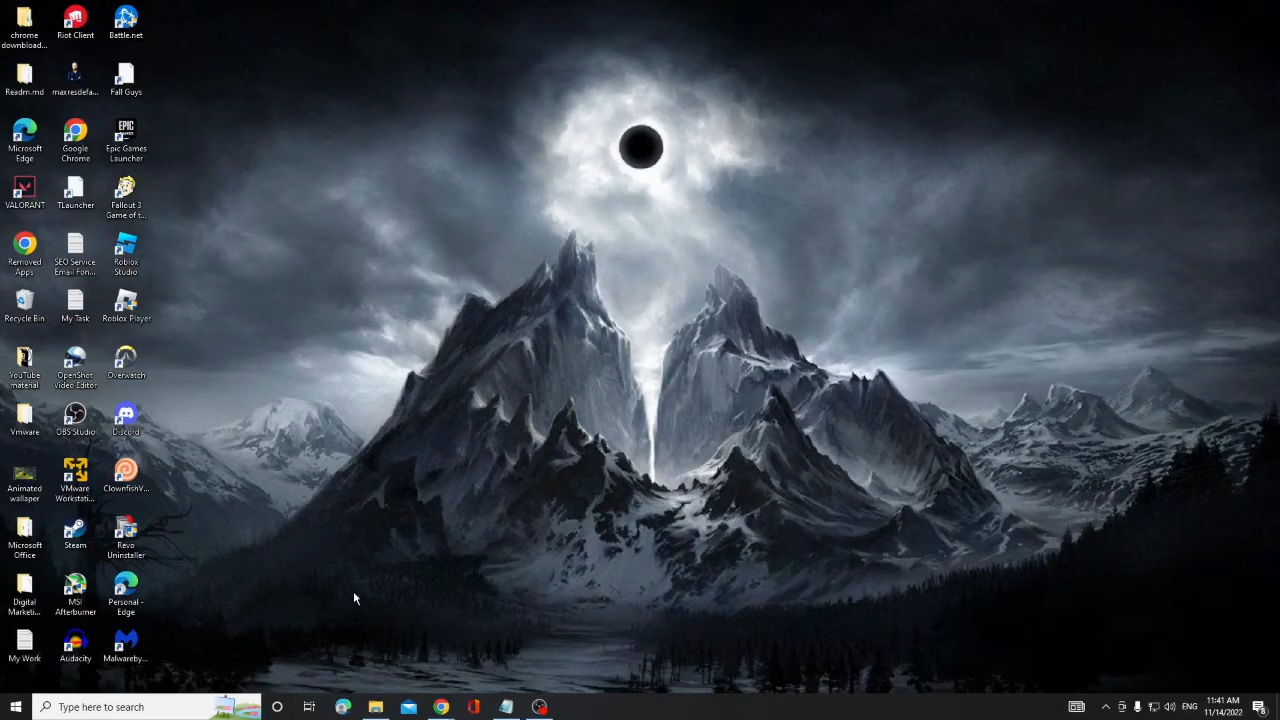 chrome
downbload...
Riot Client
Battle.net
Readm.md
maxresdefa...
Fall Guys
Microsoft
Edge
Google
Chrome
EPIC
GAMES
Epic Games
Launcher
VALORANT
TLauncher
Fallout 3
Game of t...
Removed
Apps
SEO Service
Email Fon...
Roblox
Studio
Recycle Bin
My Task
Roblox Player
YouTube
material
OpenShot
Video Editor
Overwatch
Vmware
OBS Studio
Discord
Animated
wallaper
VMware
Workstati...
ClownfishV...
Microsoft
Office
Steam
Revo
Uninstaller
Digital
Marketi...
MSI
Afterburner
Personal -
Edge
My Work
Audacity
Malwareby...
Type here to search
ENG
11:41 AM
11/14/2022
8